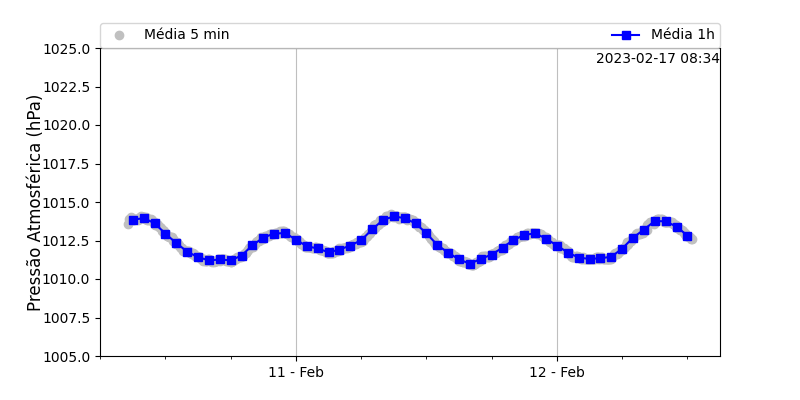 Média 5 min
Média 1h
2023-02-17 08:34
Pressão Atmosférica (hPa)
1025.0
1022.5
1020.0
1017.5
1015.0
1012.5
1010.0
1007.5
1005.0
11 - Feb
12 - Feb